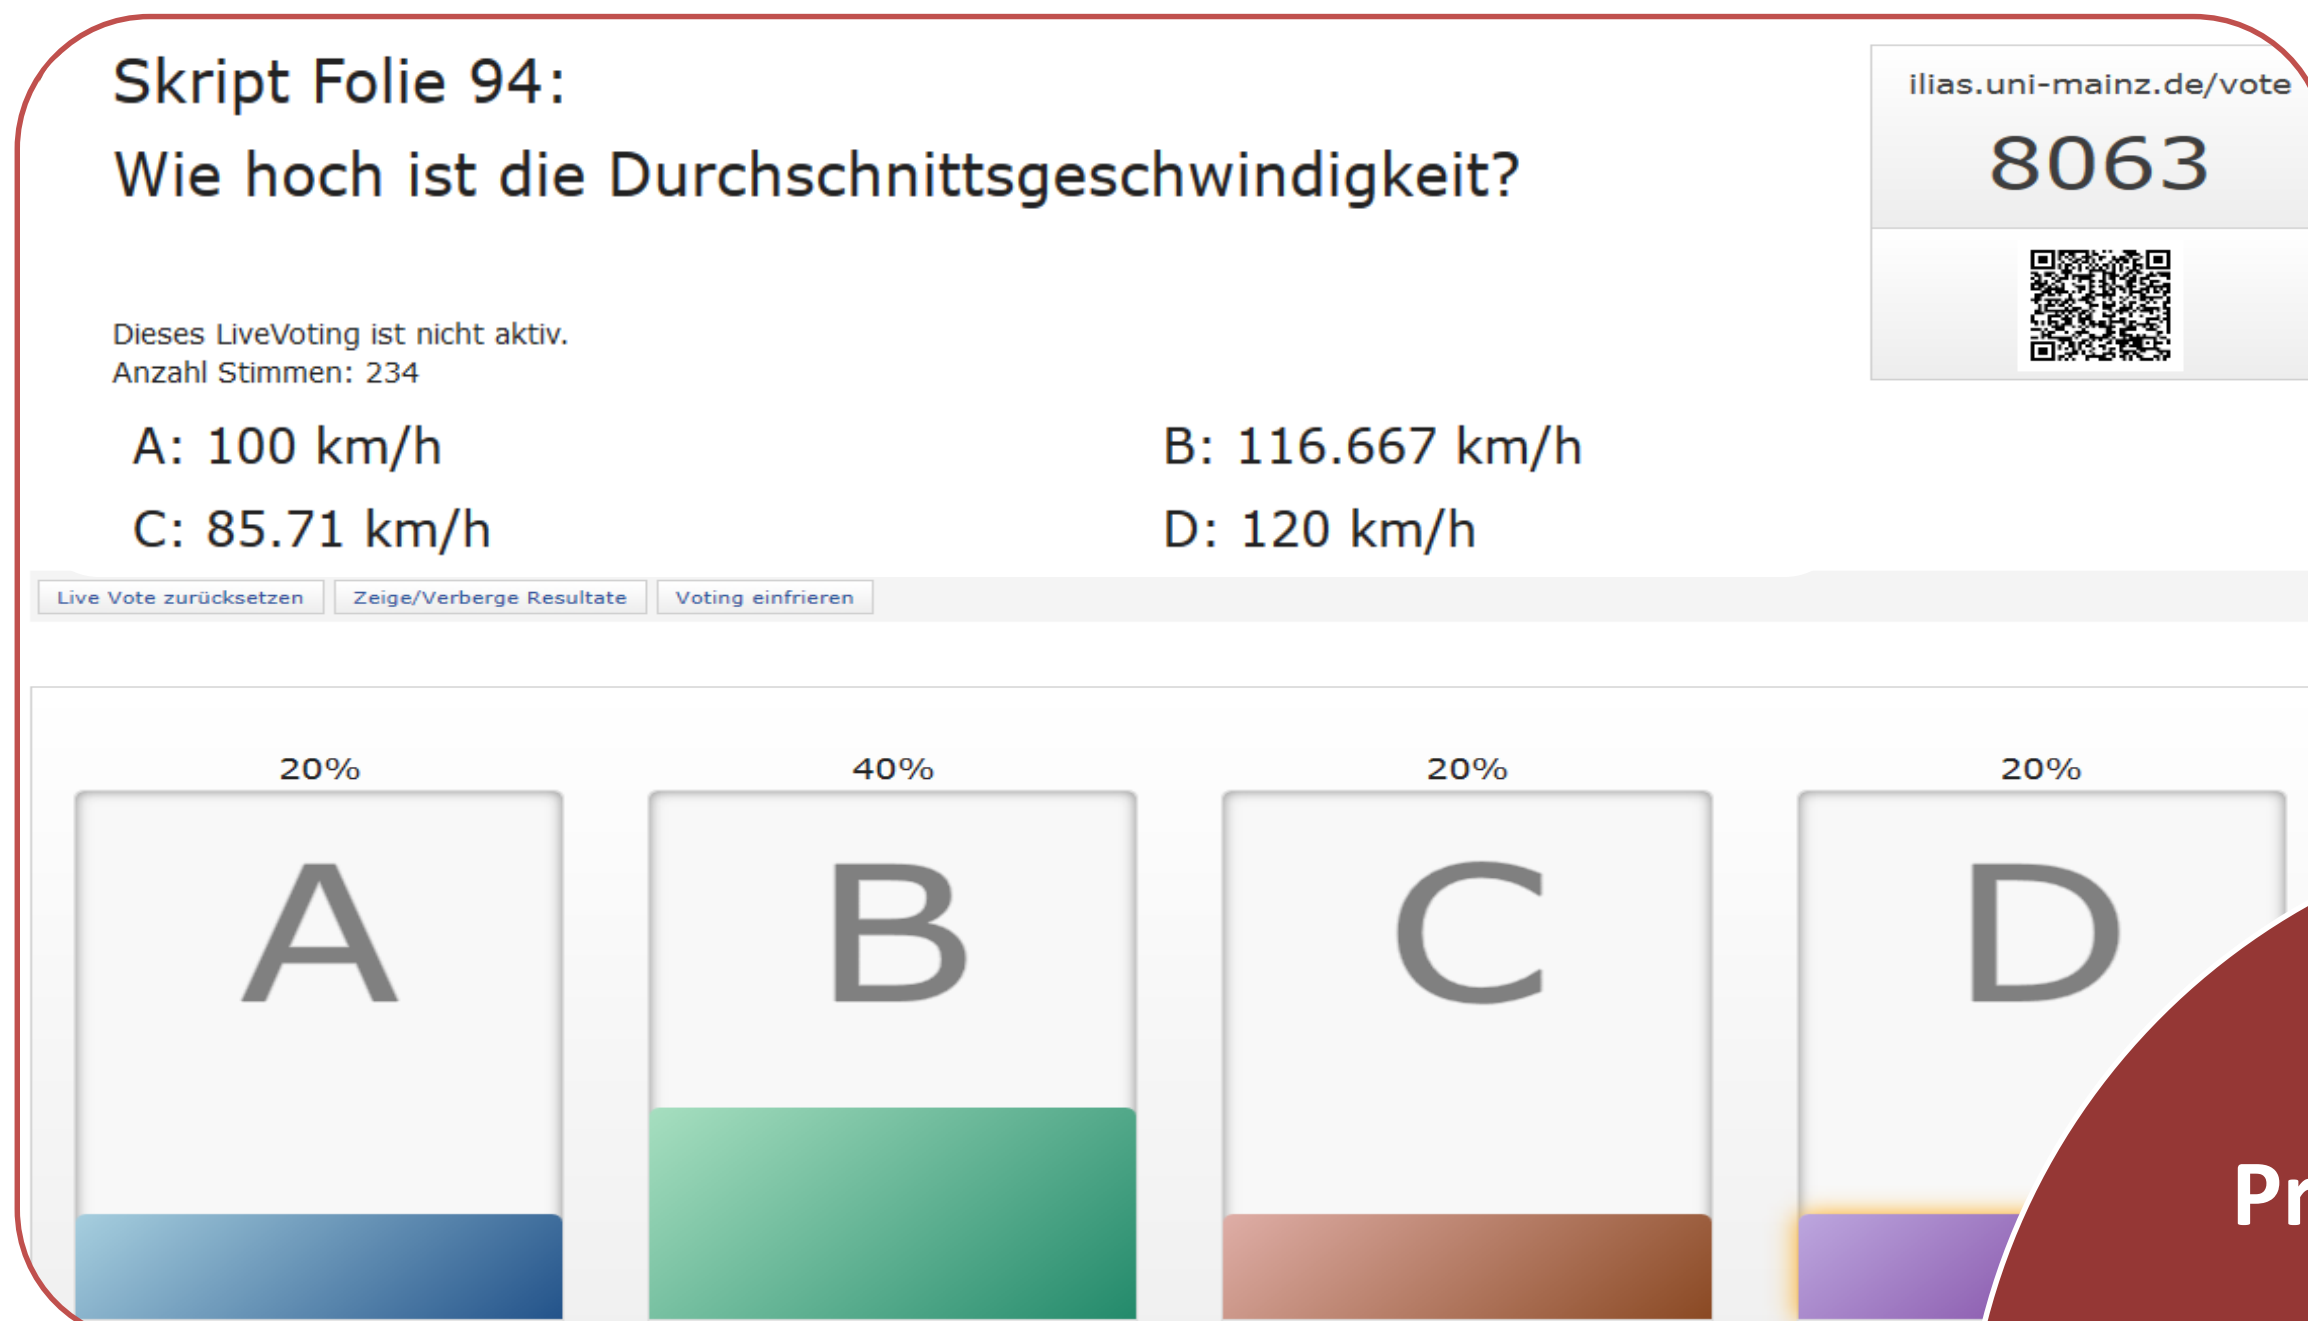 Skript Folie 94:
Wie hoch ist die Durchschnittsgeschwindigkeit?
ilias.uni-mainz.de/vote
8063
Dieses LiveVoting ist nicht aktiv.
Anzahl Stimmen: 234
A: 100 km/h
B: 116.667 km/h
C: 85.71 km/h
D: 120 km/h
Live Vote zurücksetzen
Zeige/Verberge Resultate
Voting einfrieren
20%
40%
20%
20%
A
B
C
D